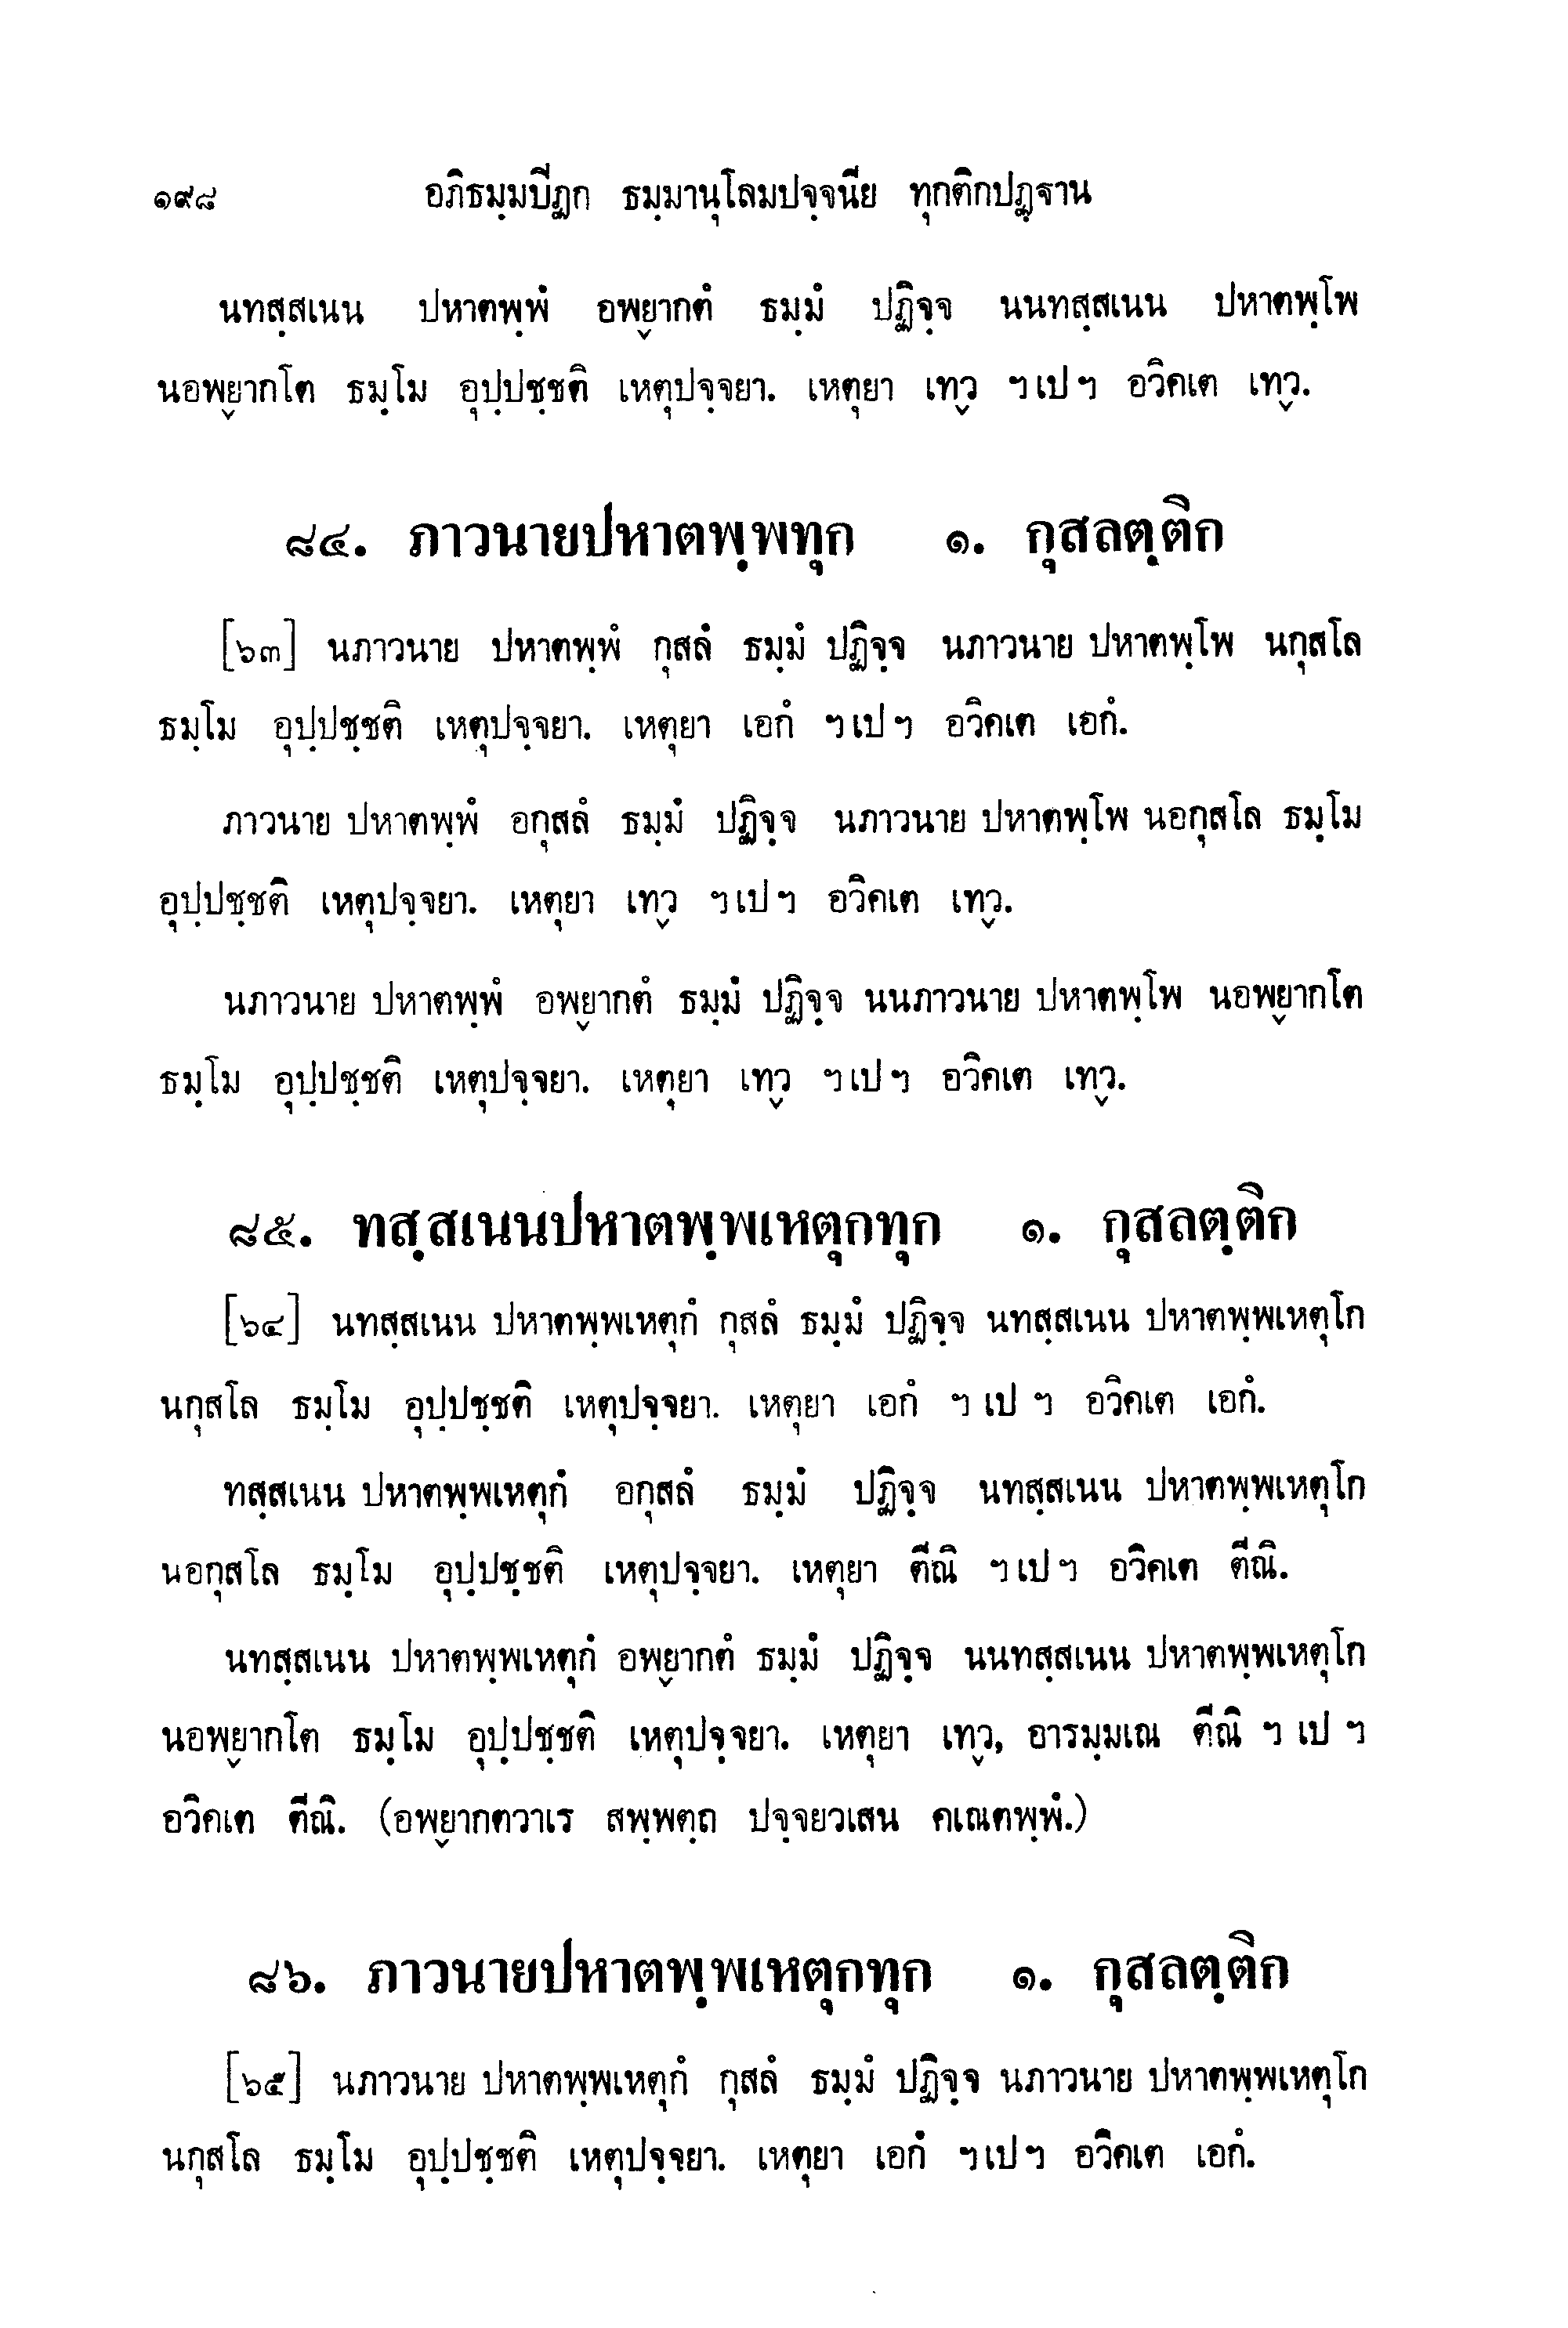 ๑๙๘ อภิธมฺมปิฏก ธมฺมานุโลมปจฺจนีย ทุกติกปฏฺฐาน
นทสฺสเนน ปหาตพฺพํ อพฺยากตํ ธมฺมํ ปฏิจฺจ นนทสฺสเนน ปหาตพฺโพ
นอพฺยากโต ธมฺโม อุปฺปชฺชติ เหตุปจฺจยา. เหตุยา เทฺว ฯเปฯ อวิคเต เทฺว.
๘๔. ภาวนายปหาตพฺพทุก ๑. กุสลตฺติก
[๖๓] นภาวนาย ปหาตพฺพํ กุสลํ ธมฺมํ ปฏิจฺจ นภาวนาย ปหาตพฺโพ นกุสโล
ธมฺโม อุปฺปชฺชติ เหตุปจฺจยา. เหตุยา เอกํ ฯเปฯ อวิคเต เอกํ.
ภาวนาย ปหาตพฺพํ อกุสลํ ธมฺมํ ปฏิจฺจ นภาวนาย ปหาตพฺโพ นอกุสโล ธมฺโม
อุปฺปชฺชติ เหตุปจฺจยา. เหตุยา เทฺว ฯเปฯ อวิคเต เทฺว.
นภาวนาย ปหาตพฺพํ อพฺยากตํ ธมฺมํ ปฏิจฺจ นนภาวนาย ปหาตพฺโพ นอพฺยากโต
ธมฺโม อุปฺปชฺชติ เหตุปจฺจยา. เหตุยา เทฺว ฯเปฯ อวิคเต เทฺว.
๘๕. ทสฺสเนนปหาตพฺพเหตุกทุก ๑. กุสลตฺติก
[๖๔] นทสฺสเนน ปหาตพฺพเหตุกํ กุสลํ ธมฺมํ ปฏิจฺจ นทสฺสเนน ปหาตพฺพเหตุโก
นกุสโล ธมฺโม อุปฺปชฺชติ เหตุปจฺจยา. เหตุยา เอกํ ฯ เป ฯ อวิคเต เอกํ.
ทสฺสเนน ปหาตพฺพเหตุกํ อกุสลํ ธมฺมํ ปฏิจฺจ นทสฺสเนน ปหาตพฺพเหตุโก
นอกุสโล ธมฺโม อุปฺปชฺชติ เหตุปจฺจยา. เหตุยา ตีณิ ฯเปฯ อวิคเต ตีณิ.
นทสฺสเนน ปหาตพฺพเหตุกํ อพฺยากตํ ธมฺมํ ปฏิจฺจ นนทสฺสเนน ปหาตพฺพเหตุโก
นอพฺยากโต ธมฺโม อุปฺปชฺชติ เหตุปจฺจยา. เหตุยา เทฺว, อารมฺมเณ ตีณิ ฯ เป ฯ
อวิคเต ตีณิ. (อพฺยากตวาเร สพฺพตฺถ ปจฺจยวเสน คเณตพฺพํ.)
๘๖. ภาวนายปหาตพฺพเหตุกทุก ๑. กุสลตฺติก
[๖๕] นภาวนาย ปหาตพฺพเหตุกํ กุสลํ ธมฺมํ ปฏิจฺจ นภาวนาย ปหาตพฺพเหตุโก
นกุสโล ธมฺโม อุปฺปชฺชติ เหตุปจฺจยา. เหตุยา เอกํ ฯเปฯ อวิคเต เอกํ.